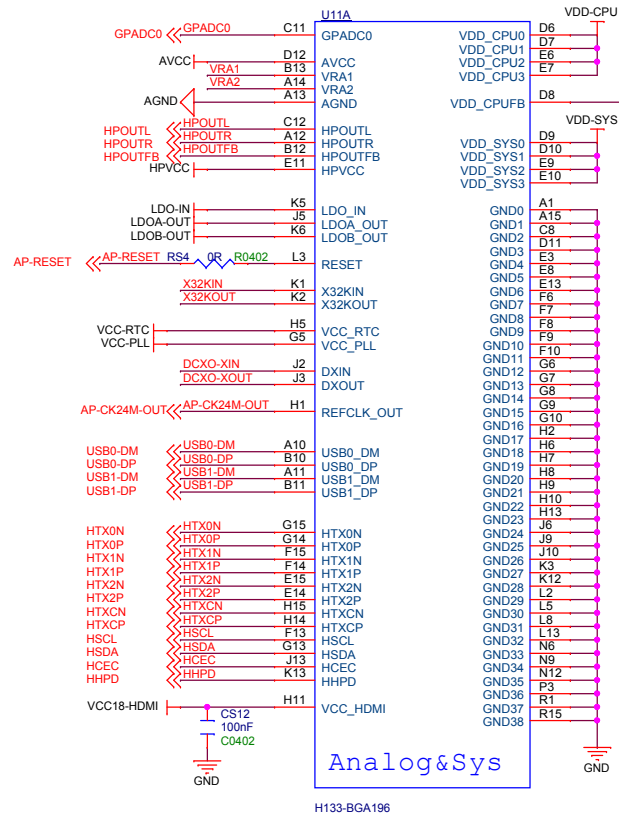 U11A
GPADC0 GPADC0 C11 GPADC0
AVCC D12 AVCC
VRA1 B13 VRA1
VRA2 A14 VRA2
AGND A13 AGND
HPOUTL HPOUTL C12 HPOUTL
HPOUTR HPOUTR A12 HPOUTR
HPOUTFB HPOUTFB B12 HPOUTFB
HPVCC E11 HPVCC
LDO-IN K5 LDO_IN
LDOA-OUT J5 LDOA_OUT
LDOB-OUT K6 LDOB_OUT
AP-RESET AP-RESET RS4 0R R0402 L3 RESET
X32KIN K1 X32KIN
X32KOUT K2 X32KOUT
VCC-RTC H5 VCC_RTC
VCC-PLL G5 VCC_PLL
DCXO-XIN J2 DXIN
DCXO-XOUT J3 DXOUT
AP-CK24M-OUT AP-CK24M-OUT H1 REFCLK_OUT
USB0-DM USB0-DM A10 USB0_DM
USB0-DP USB0-DP B10 USB0_DP
USB1-DM USB1-DM A11 USB1_DM
USB1-DP USB1-DP B11 USB1_DP
HTX0N HTX0N G15 HTX0N
HTX0P HTX0P G14 HTX0P
HTX1N HTX1N F15 HTX1N
HTX1P HTX1P F14 HTX1P
HTX2N HTX2N E15 HTX2N
HTX2P HTX2P E14 HTX2P
HTXCN HTXCN H15 HTXCN
HTXCP HTXCP H14 HTXCP
HSCL HSCL F13 HSCL
HSDA HSDA G13 HSDA
HCEC HCEC J13 HCEC
HHPD HHPD K13 HHPD
VCC18-HDMI H11 VCC_HDMI
CS12
100nF
C0402
GND
VDD-CPU
VDD_CPU0 D6
VDD_CPU1 D7
VDD_CPU2 E6
VDD_CPU3 E7
VDD_CPUFB D8
VDD-SYS
VDD_SYS0 D9
VDD_SYS1 D10
VDD_SYS2 E9
VDD_SYS3 E10
GND0 A1
GND1 A15
GND2 C8
GND3 D11
GND4 E3
GND5 E8
GND6 E13
GND7 F6
GND8 F7
GND9 F8
GND10 F9
GND11 F10
GND12 G6
GND13 G7
GND14 G8
GND15 G9
GND16 G10
GND17 H2
GND18 H6
GND19 H7
GND20 H8
GND21 H9
GND22 H10
GND23 H13
GND24 J6
GND25 J9
GND26 J10
GND27 K3
GND28 K12
GND29 L2
GND30 L5
GND31 L8
GND32 L13
GND33 N6
GND34 N9
GND35 N12
GND36 P3
GND37 R1
GND38 R15
GND
Analog&Sys
H133-BGA196